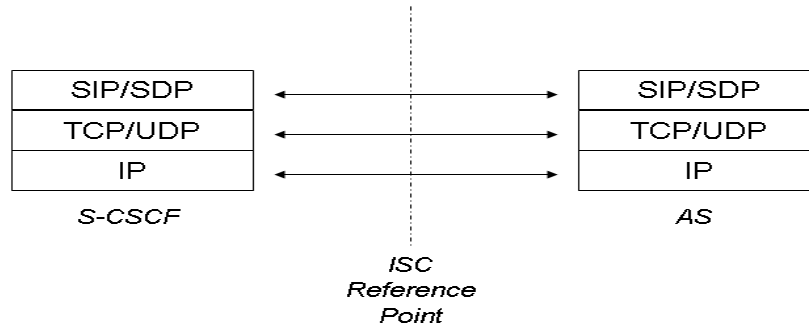 SIP/SDP
TCP/UDP
IP
S-CSCF
SIP/SDP
TCP/UDP
IP
AS
ISC
Reference
Point